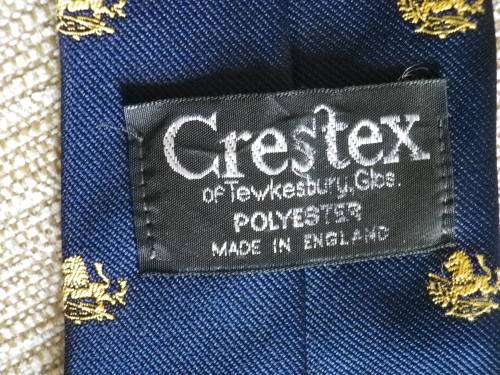 Crestex
of Tewkesbury, Glos.
POLYESTER
MADE IN ENGLAND